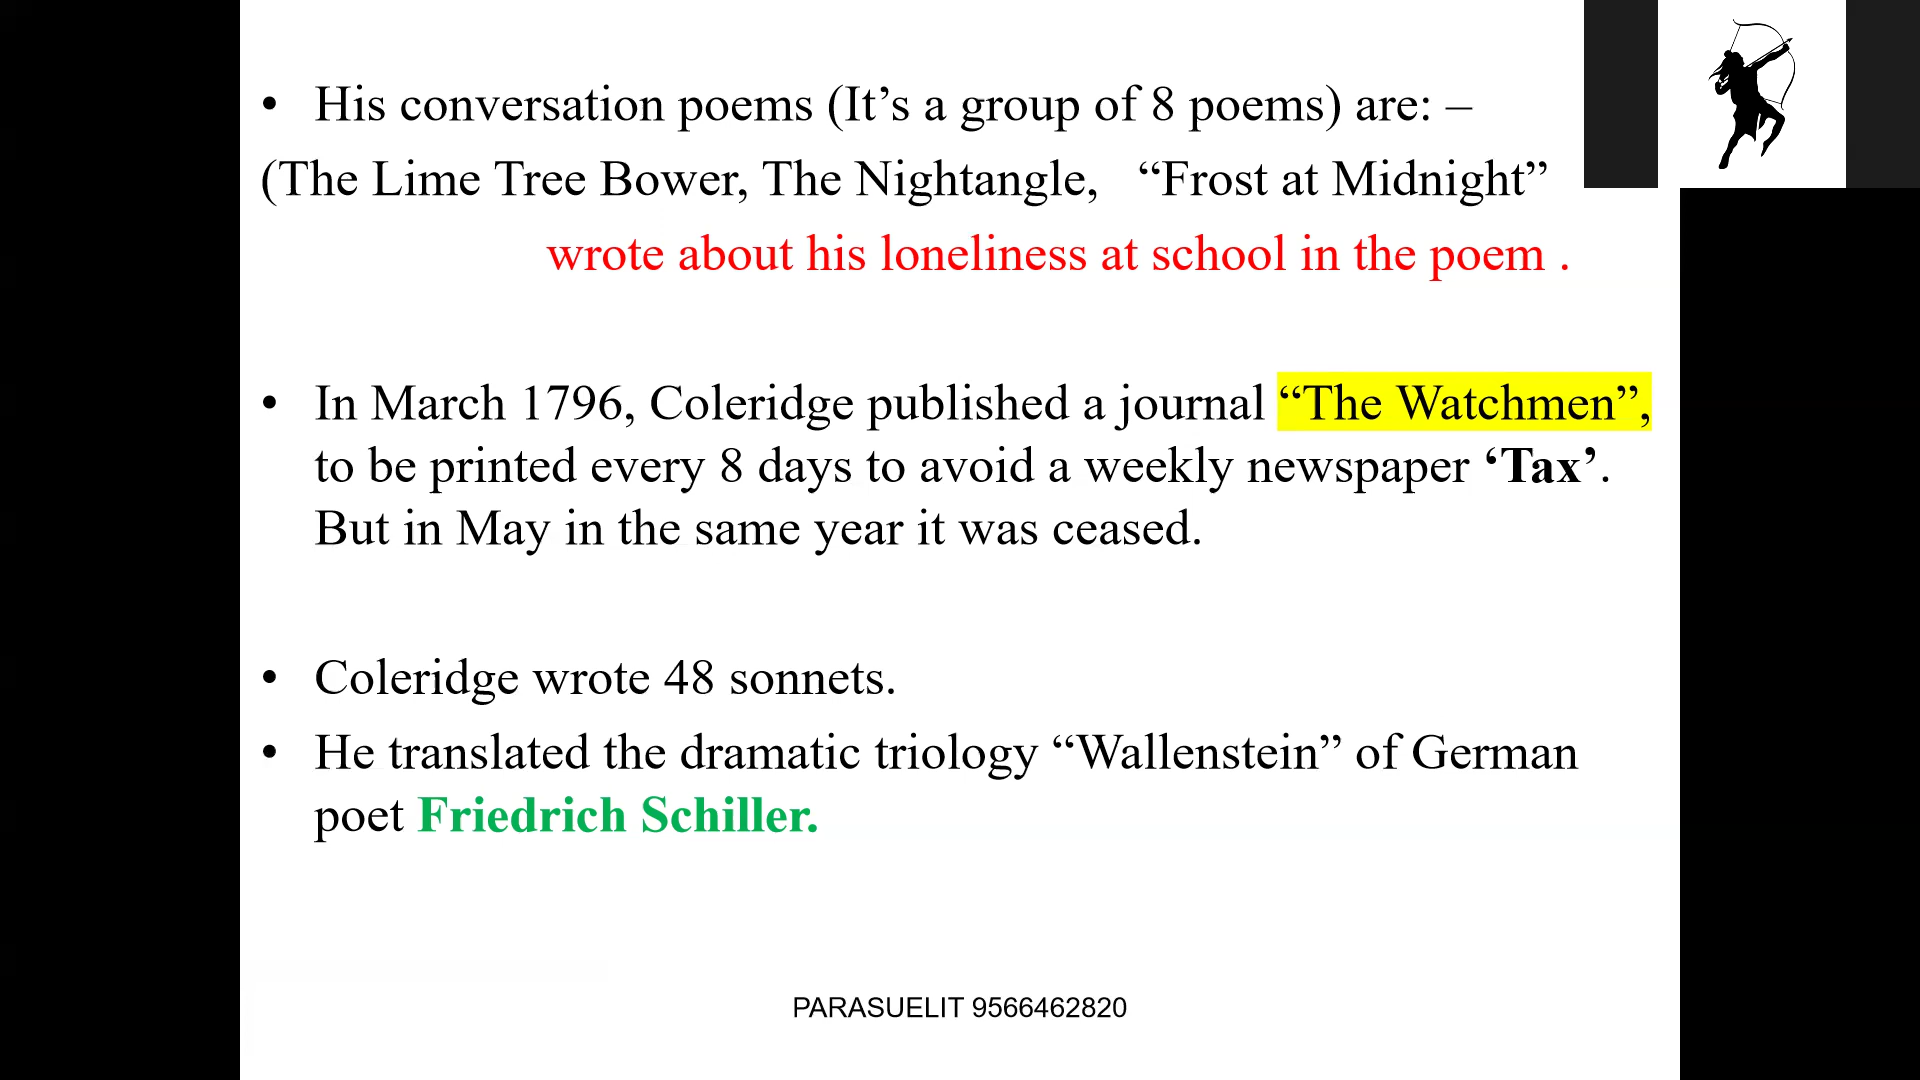 • His conversation poems (It’s a group of 8 poems) are: –
(The Lime Tree Bower, The Nightangle, “Frost at Midnight”
wrote about his loneliness at school in the poem .
• In March 1796, Coleridge published a journal “The Watchmen”,
to be printed every 8 days to avoid a weekly newspaper ‘Tax’.
But in May in the same year it was ceased.
• Coleridge wrote 48 sonnets.
• He translated the dramatic triology “Wallenstein” of German
poet Friedrich Schiller.
PARASUELIT 9566462820